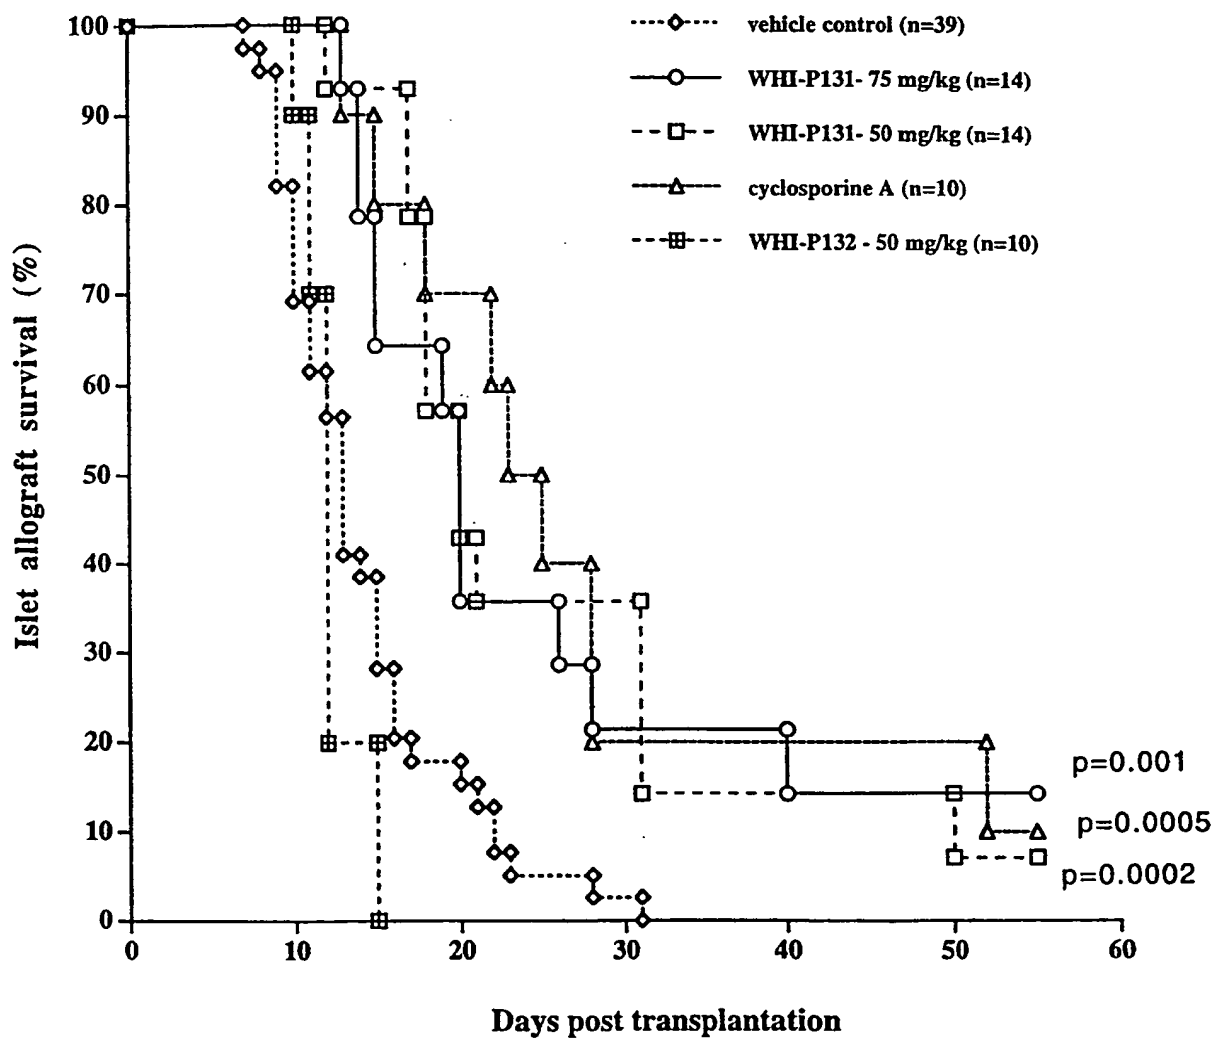 100
90
80
70
60
50
40
30
20
10
0
Islet allograft survival (%)
vehicle control (n=39)
WHI-P131- 75 mg/kg (n=14)
WHI-P131- 50 mg/kg (n=14)
cyclosporine A (n=10)
WHI-P132 - 50 mg/kg (n=10)
p=0.001
p=0.0005
p=0.0002
0 10 20 30 40 50 60
Days post transplantation